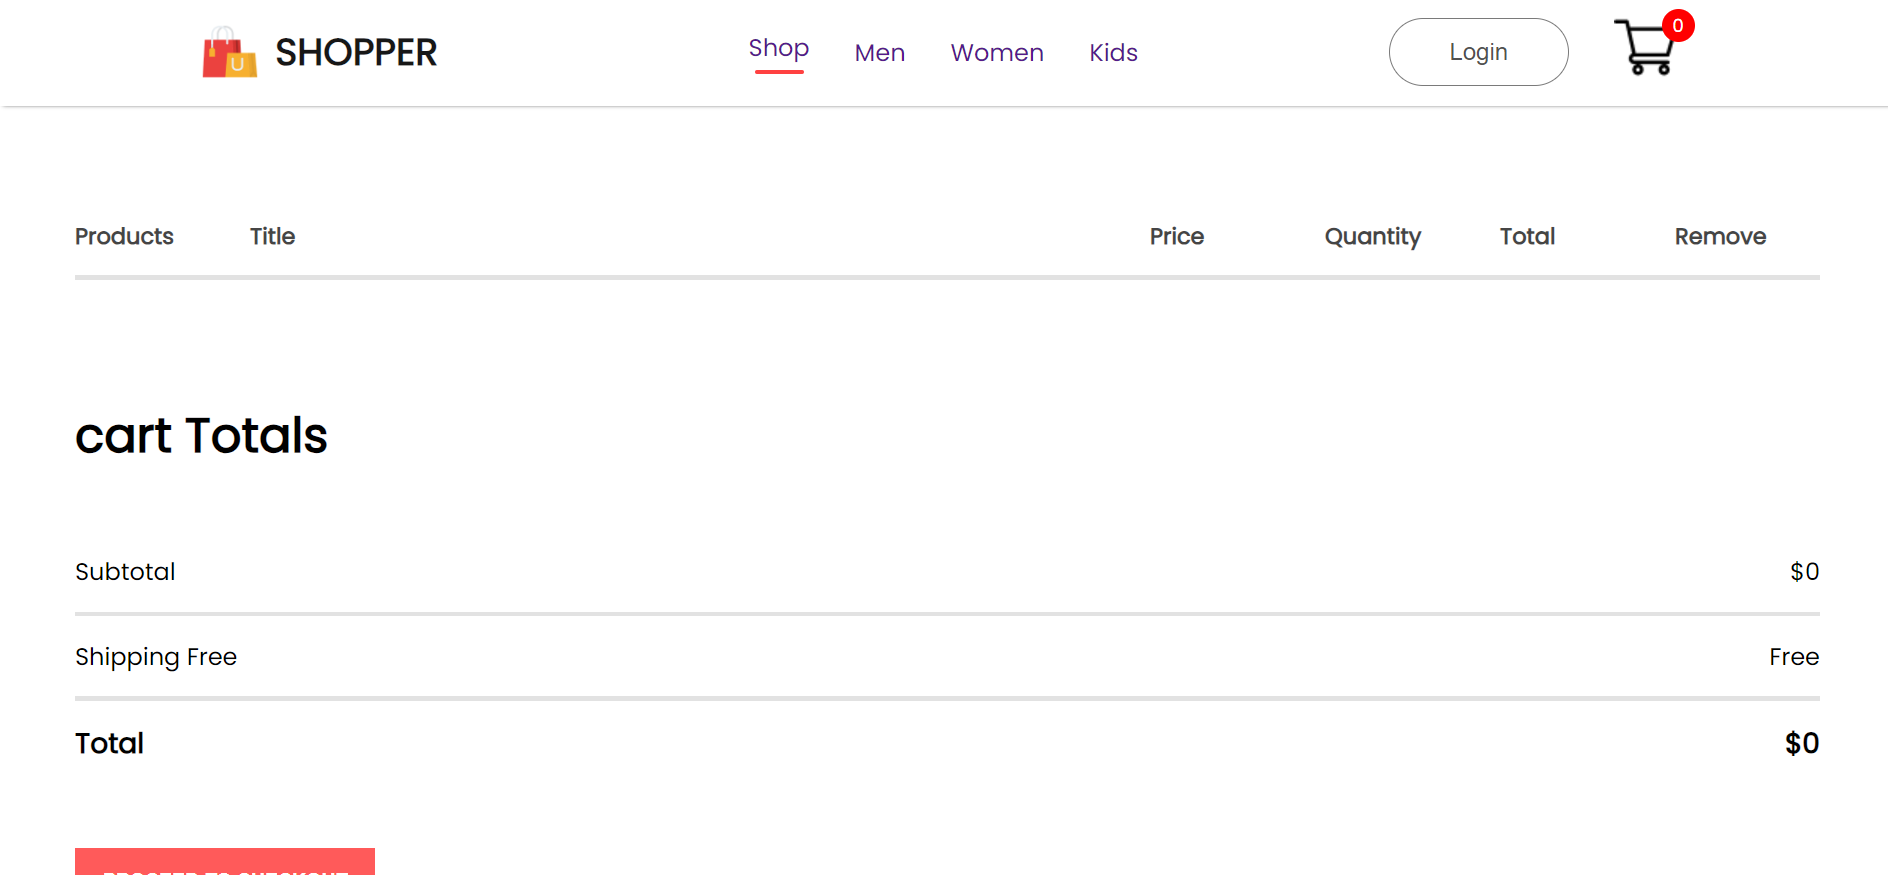 SHOPPER
Shop Men Women Kids
Login
0
Products Title Price Quantity Total Remove
cart Totals
Subtotal $0
Shipping Free Free
Total $0